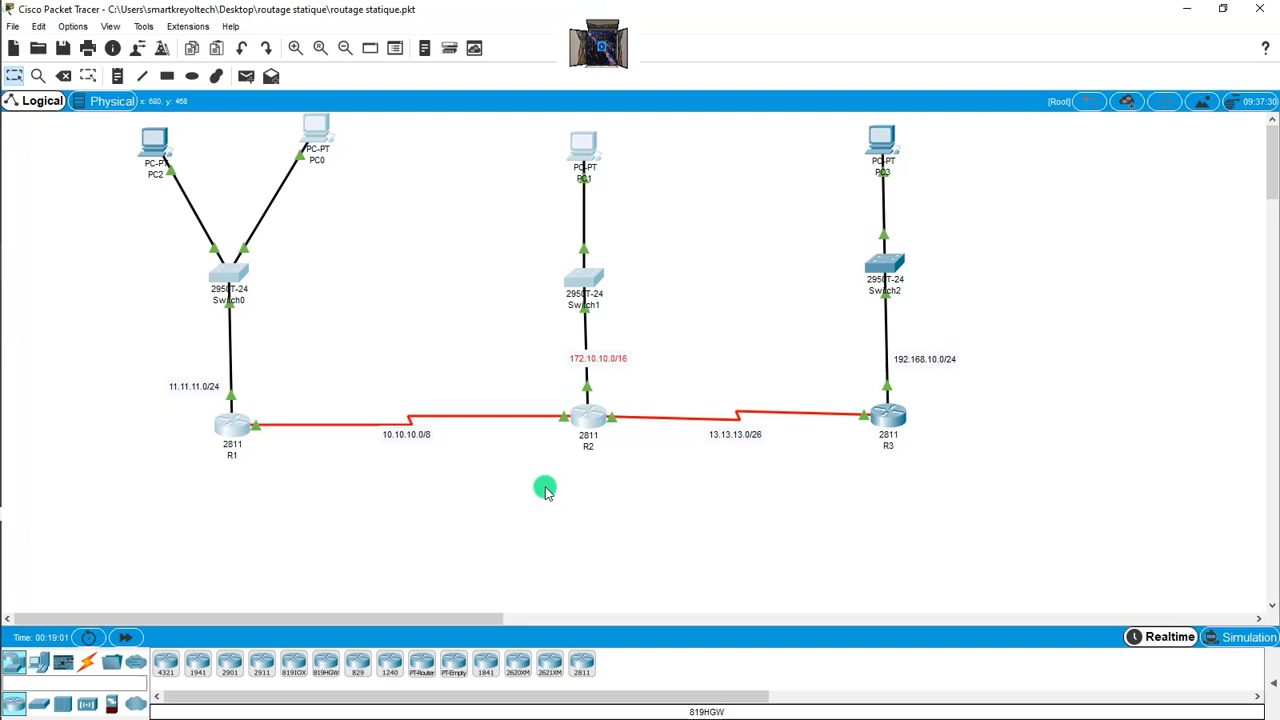 Cisco Packet Tracer - C:\Users\smartkreyoltech\Desktop\routage statique\routage statique.pkt
File Edit Options View Tools Extensions Help
?
Logical Physical x: 680, y: 468 [Root] 09:37:30
PC-PT
PC2
PC-PT
PC0
PC-PT
PC1
PC-PT
PC3
2950T-24
Switch0
2950T-24
Switch1
2950T-24
Switch2
172.10.10.0/16
192.168.10.0/24
11.11.11.0/24
10.10.10.0/8
13.13.13.0/26
2811
R1
2811
R2
2811
R3
Time: 00:19:01 Realtime Simulation
4321 1941 2901 2911 819IOX 819HGW 829 1240 PT-Router PT-Empty 1841 2620XM 2621XM 2811
819HGW